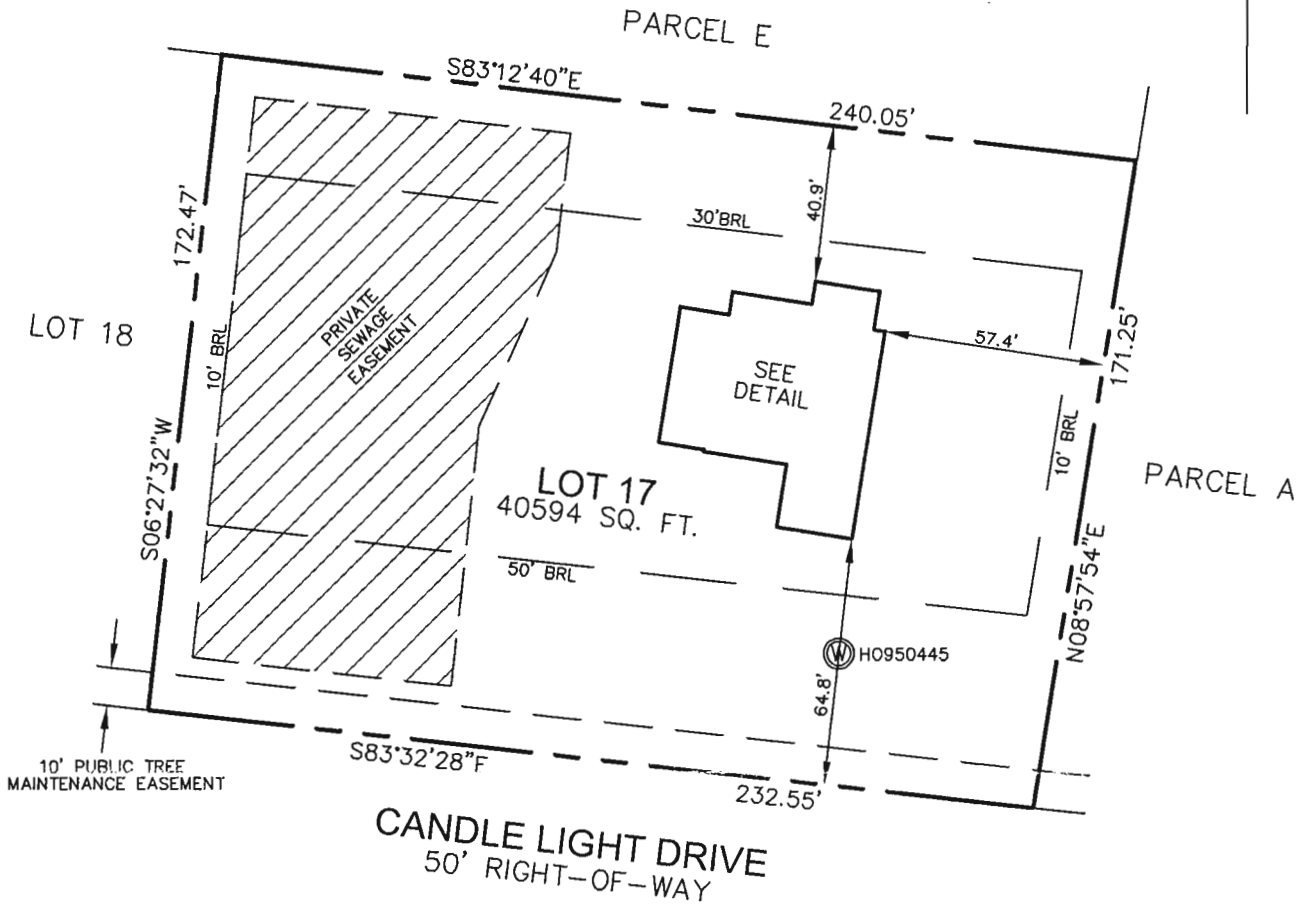 PARCEL E
S83°12'40"E
240.05'
172.47'
40.9'
30'BRL
LOT 18
PRIVATE
SEWAGE
EASEMENT
10' BRL
57.4'
171.25'
SEE
DETAIL
10' BRL
PARCEL A
S06°27'32"W
LOT 17
40594 SQ. FT.
50' BRL
N08°57'54"E
W HO950445
64.8'
10' PUBLIC TREE
MAINTENANCE EASEMENT
S83°32'28"E
232.55'
CANDLE LIGHT DRIVE
50' RIGHT-OF-WAY